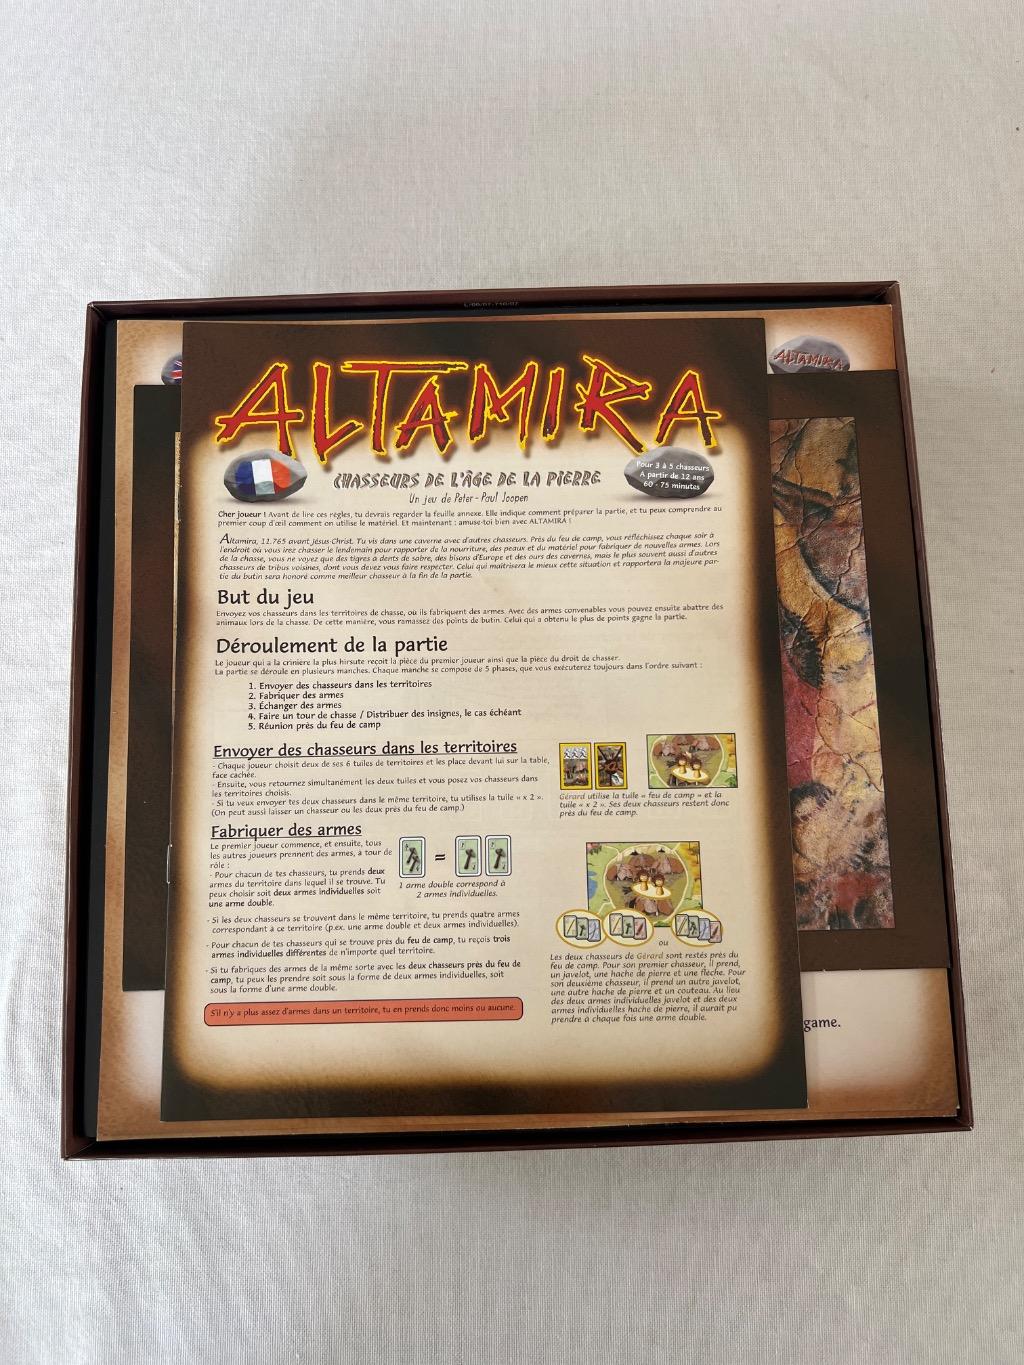 ALTAMIRA
ALTAMIRA
CHASSEURS DE L'ÂGE DE LA PIERRE
Un jeu de Peter-Paul Joopen
Pour 3 à 5 chasseurs
A partir de 12 ans
60 - 75 minutes
Cher joueur ! Avant de lire ces règles, tu devrais regarder la feuille annexe. Elle indique comment préparer la partie, et tu peux comprendre au
premier coup d'œil comment on utilise le matériel. Et maintenant : amuse-toi bien avec ALTAMIRA !
Altamira, 11.765 avant Jésus-Christ. Tu vis dans une caverne avec d'autres chasseurs. Près du feu de camp, vous réfléchissez chaque soir à
l'endroit où vous irez chasser le lendemain pour rapporter de la nourriture, des peaux et du matériel pour fabriquer de nouvelles armes. Lors
de la chasse, vous ne voyez que des tigres à dents de sabre, des bisons d'Europe et des ours des cavernes, mais le plus souvent aussi d'autres
chasseurs de tribus voisines, dont vous devez vous faire respecter. Celui qui maîtrisera le mieux cette situation et rapportera la majeure par-
tie du butin sera honoré comme meilleur chasseur à la fin de la partie.
But du jeu
Envoyez vos chasseurs dans les territoires de chasse, où ils fabriquent des armes. Avec des armes convenables vous pouvez ensuite abattre des
animaux lors de la chasse. De cette manière, vous ramassez des points de butin. Celui qui a obtenu le plus de points gagne la partie.
Déroulement de la partie
Le joueur qui a la crinière la plus hirsute reçoit la pièce du premier joueur ainsi que la pièce du droit de chasser.
La partie se déroule en plusieurs manches. Chaque manche se compose de 5 phases, que vous exécuterez toujours dans l'ordre suivant :
1. Envoyer des chasseurs dans les territoires
2. Fabriquer des armes
3. Échanger des armes
4. Faire un tour de chasse / Distribuer des insignes, le cas échéant
5. Réunion près du feu de camp
Envoyer des chasseurs dans les territoires
- Chaque joueur choisit deux de ses 6 tuiles de territoires et les place devant lui sur la table,
face cachée.
- Ensuite, vous retournez simultanément les deux tuiles et vous posez vos chasseurs dans
les territoires choisis.
- Si tu veux envoyer tes deux chasseurs dans le même territoire, tu utilises la tuile « x 2 ».
(On peut aussi laisser un chasseur ou les deux près du feu de camp.)
Gérard utilise la tuile « feu de camp » et la
tuile « x 2 ». Ses deux chasseurs restent donc
près du feu de camp.
Fabriquer des armes
Le premier joueur commence, et ensuite, tous
les autres joueurs prennent des armes, à tour de
rôle :
- Pour chacun de tes chasseurs, tu prends deux
armes du territoire dans lequel il se trouve. Tu
peux choisir soit deux armes individuelles soit
une arme double.
=
1 arme double correspond à
2 armes individuelles.
- Si les deux chasseurs se trouvent dans le même territoire, tu prends quatre armes
correspondant à ce territoire (p.ex. une arme double et deux armes individuelles).
- Pour chacun de tes chasseurs qui se trouve près du feu de camp, tu reçois trois
armes individuelles différentes de n'importe quel territoire.
- Si tu fabriques des armes de la même sorte avec les deux chasseurs près du feu de
camp, tu peux les prendre soit sous la forme de deux armes individuelles, soit
sous la forme d'une arme double.
S'il n'y a plus assez d'armes dans un territoire, tu en prends donc moins ou aucune.
ou
Les deux chasseurs de Gérard sont restés près du
feu de camp. Pour son premier chasseur, il prend,
un javelot, une hache de pierre et une flèche. Pour
son deuxième chasseur, il prend un autre javelot,
une autre hache de pierre et un couteau. Au lieu
des deux armes individuelles javelot et des deux
armes individuelles hache de pierre, il aurait pu
prendre à chaque fois une arme double.
game.